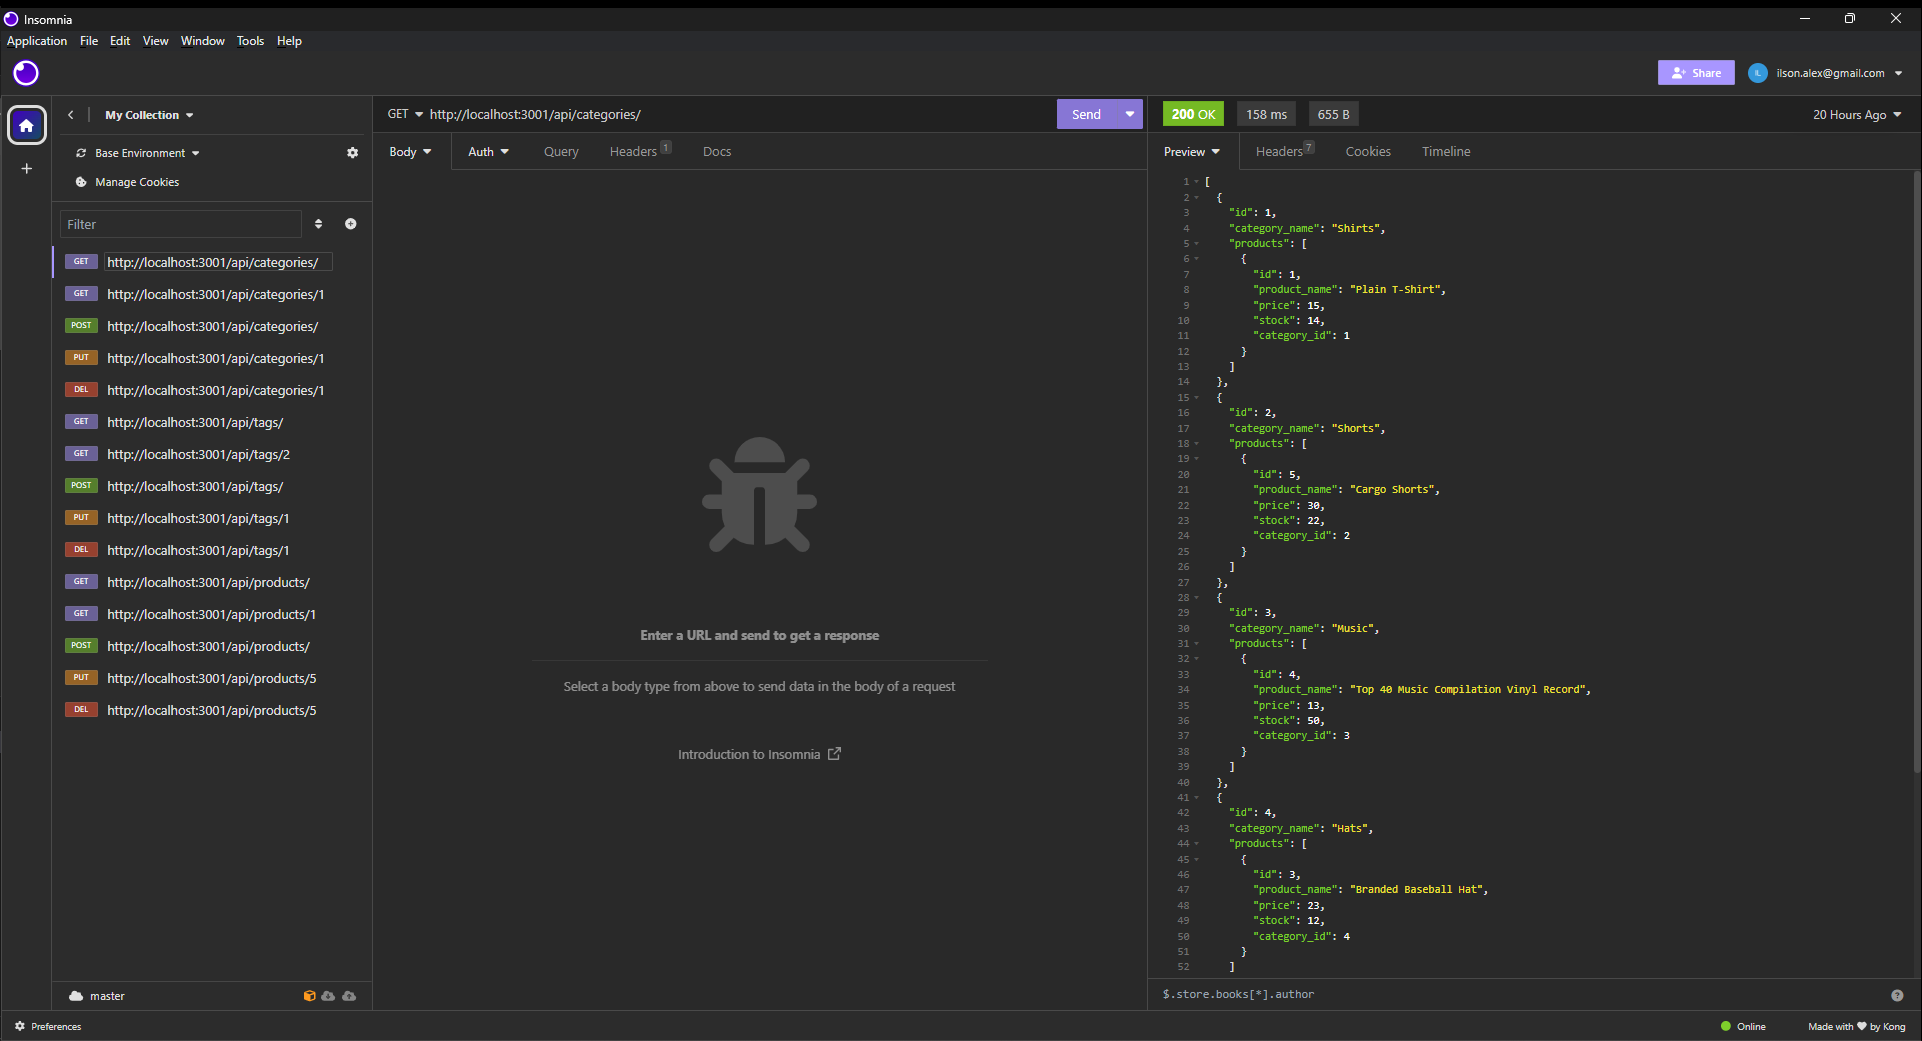 Insomnia
Application File Edit View Window Tools Help
Share
IL
ilson.alex@gmail.com
My Collection
Base Environment
Manage Cookies
Filter
GET http://localhost:3001/api/categories/
GET http://localhost:3001/api/categories/1
POST http://localhost:3001/api/categories/
PUT http://localhost:3001/api/categories/1
DEL http://localhost:3001/api/categories/1
GET http://localhost:3001/api/tags/
GET http://localhost:3001/api/tags/2
POST http://localhost:3001/api/tags/
PUT http://localhost:3001/api/tags/1
DEL http://localhost:3001/api/tags/1
GET http://localhost:3001/api/products/
GET http://localhost:3001/api/products/1
POST http://localhost:3001/api/products/
PUT http://localhost:3001/api/products/5
DEL http://localhost:3001/api/products/5
master
GET http://localhost:3001/api/categories/
Send
Body Auth Query Headers 1 Docs
Enter a URL and send to get a response
Select a body type from above to send data in the body of a request
Introduction to Insomnia
200 OK 158 ms 655 B 20 Hours Ago
Preview Headers 7 Cookies Timeline
1 [
2 {
3 "id": 1,
4 "category_name": "Shirts",
5 "products": [
6 {
7 "id": 1,
8 "product_name": "Plain T-Shirt",
9 "price": 15,
10 "stock": 14,
11 "category_id": 1
12 }
13 ]
14 },
15 {
16 "id": 2,
17 "category_name": "Shorts",
18 "products": [
19 {
20 "id": 5,
21 "product_name": "Cargo Shorts",
22 "price": 30,
23 "stock": 22,
24 "category_id": 2
25 }
26 ]
27 },
28 {
29 "id": 3,
30 "category_name": "Music",
31 "products": [
32 {
33 "id": 4,
34 "product_name": "Top 40 Music Compilation Vinyl Record",
35 "price": 13,
36 "stock": 50,
37 "category_id": 3
38 }
39 ]
40 },
41 {
42 "id": 4,
43 "category_name": "Hats",
44 "products": [
45 {
46 "id": 3,
47 "product_name": "Branded Baseball Hat",
48 "price": 23,
49 "stock": 12,
50 "category_id": 4
51 }
52 ]
$.store.books[*].author
Preferences
Online
Made with ♥ by Kong